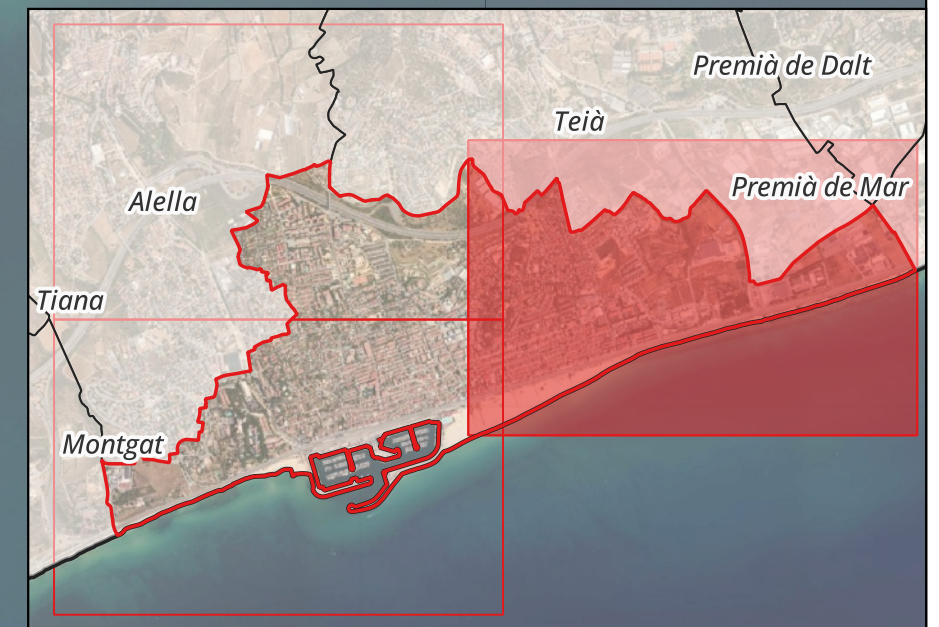 Premià de Dalt
Teià
Premià de Mar
Alella
Tiana
Montgat